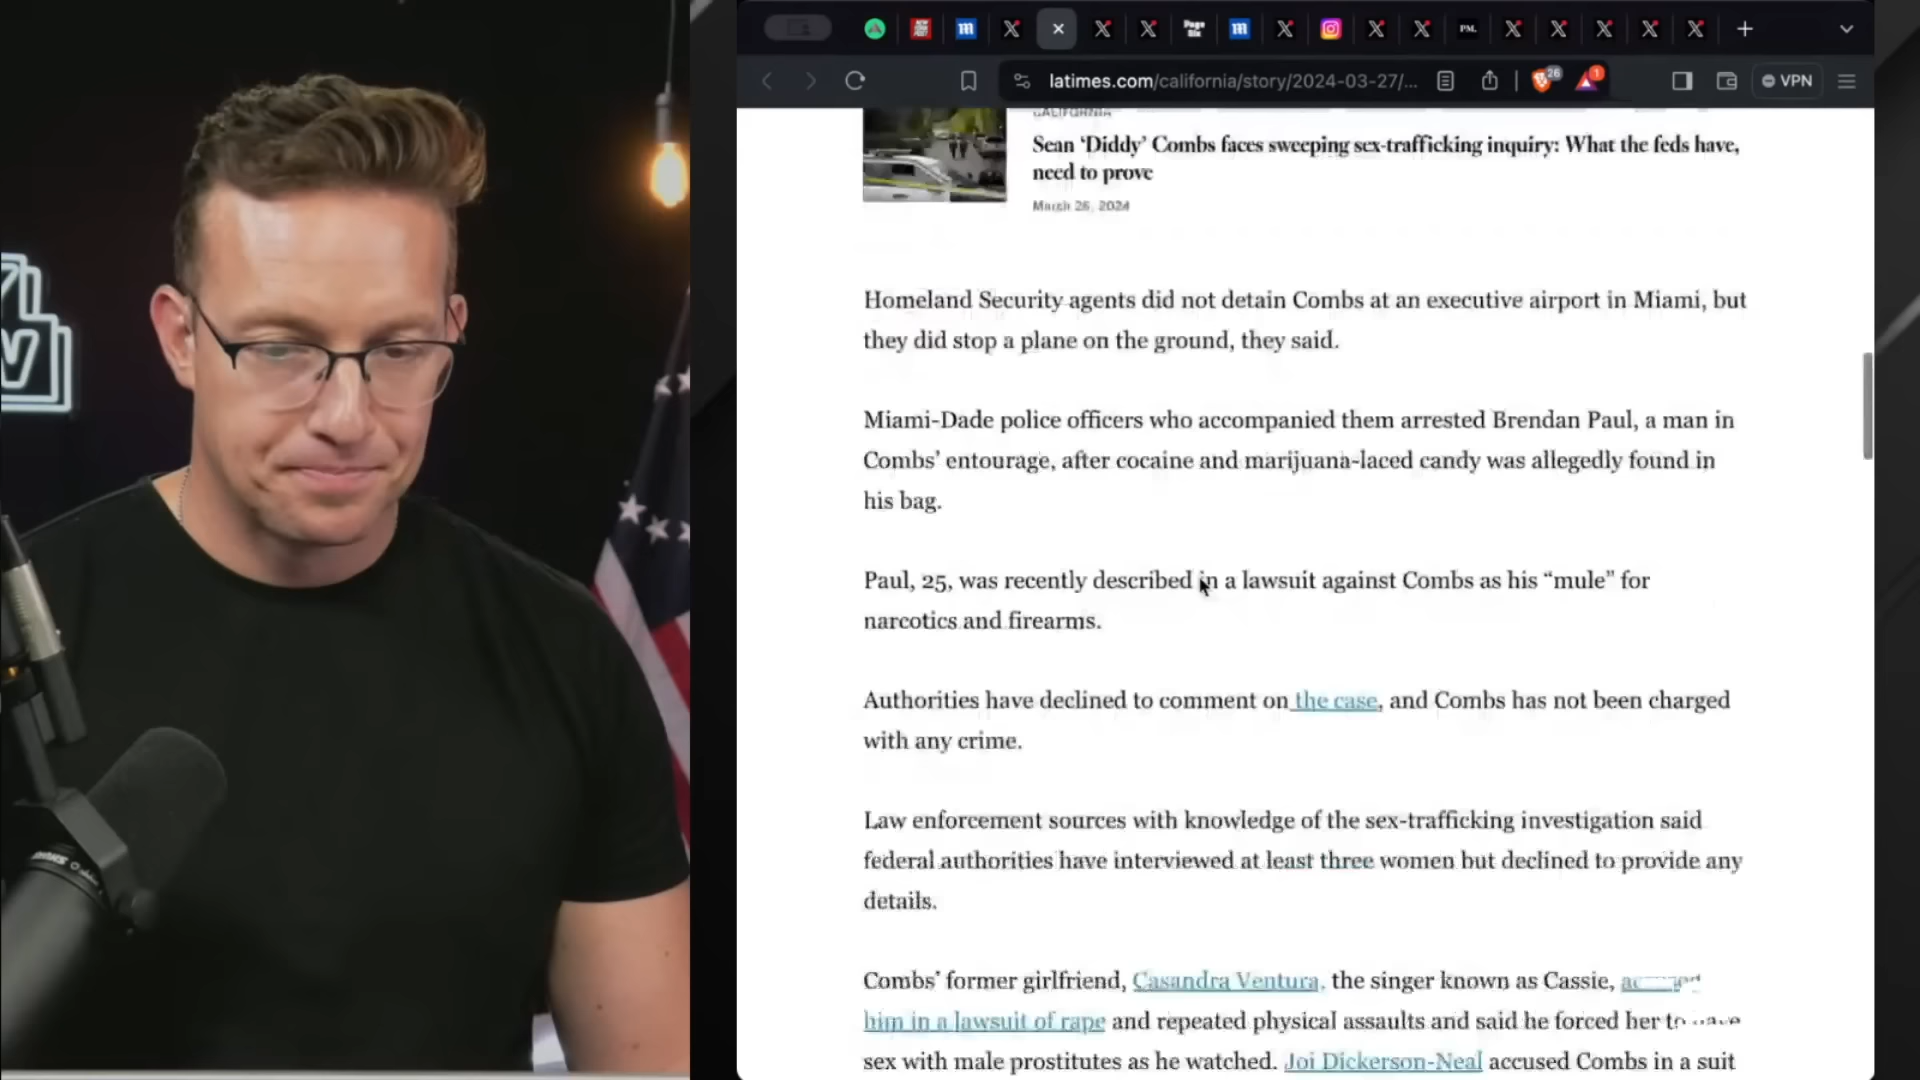 latimes.com/california/story/2024-03-27/...
26
1
VPN
Page
Six
PM.
CALIFORNIA
Sean ‘Diddy’ Combs faces sweeping sex-trafficking inquiry: What the feds have,
need to prove
March 26, 2024
Homeland Security agents did not detain Combs at an executive airport in Miami, but
they did stop a plane on the ground, they said.
Miami-Dade police officers who accompanied them arrested Brendan Paul, a man in
Combs’ entourage, after cocaine and marijuana-laced candy was allegedly found in
his bag.
Paul, 25, was recently described in a lawsuit against Combs as his “mule” for
narcotics and firearms.
Authorities have declined to comment on the case, and Combs has not been charged
with any crime.
Law enforcement sources with knowledge of the sex-trafficking investigation said
federal authorities have interviewed at least three women but declined to provide any
details.
Combs’ former girlfriend, Casandra Ventura, the singer known as Cassie,
him in a lawsuit of rape and repeated physical assaults and said he forced her to
sex with male prostitutes as he watched. Joi Dickerson-Neal accused Combs in a suit